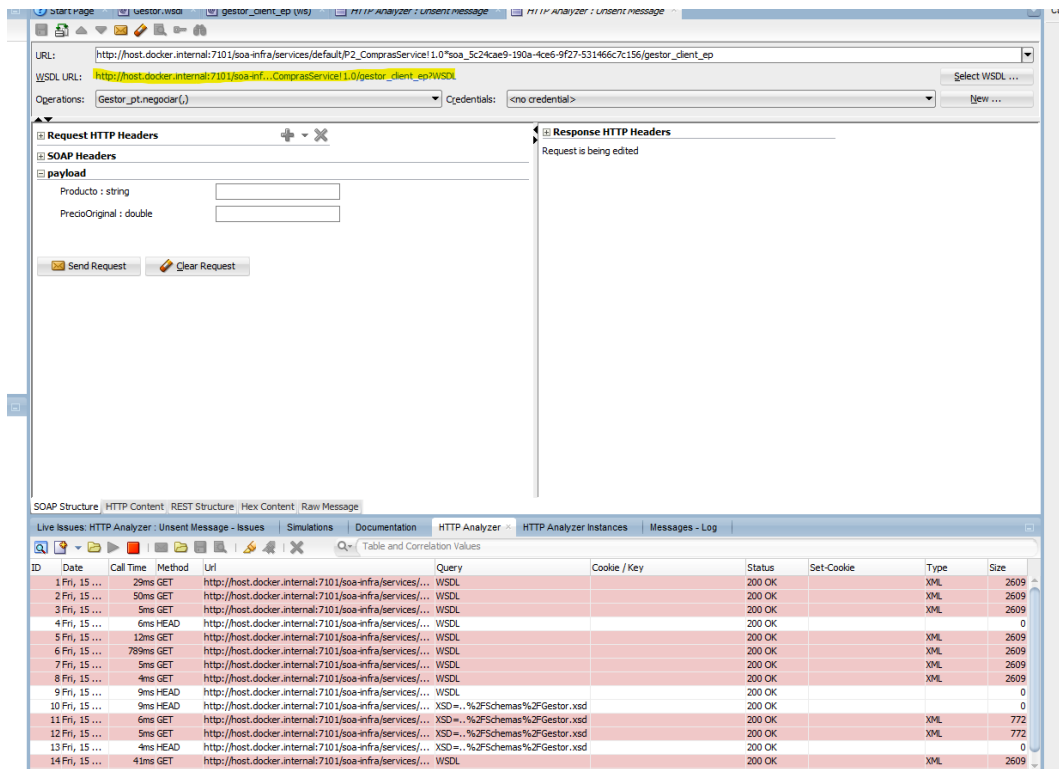 Start Page Gestor.wsdl gestor_client_ep (ws) HTTP Analyzer : Unsent Message HTTP Analyzer : Unsent Message
URL: http://host.docker.internal:7101/soa-infra/services/default/P2_ComprasService!1.0*soa_5c24cae9-190a-4ce6-9f27-531466c7c156/gestor_client_ep
WSDL URL: http://host.docker.internal:7101/soa-inf...ComprasService!1.0/gestor_client_ep?WSDL Select WSDL ...
Operations: Gestor_pt.negociar(,) Credentials: <no credential> New ...
Request HTTP Headers Response HTTP Headers
SOAP Headers Request is being edited
payload
Producto : string
PrecioOriginal : double
Send Request Clear Request
SOAP Structure HTTP Content REST Structure Hex Content Raw Message
Live Issues: HTTP Analyzer : Unsent Message - Issues Simulations Documentation HTTP Analyzer HTTP Analyzer Instances Messages - Log
Table and Correlation Values
ID Date Call Time Method Url Query Cookie / Key Status Set-Cookie Type Size
1 Fri, 15 ... 29ms GET http://host.docker.internal:7101/soa-infra/services/... WSDL 200 OK XML 2609
2 Fri, 15 ... 50ms GET http://host.docker.internal:7101/soa-infra/services/... WSDL 200 OK XML 2609
3 Fri, 15 ... 5ms GET http://host.docker.internal:7101/soa-infra/services/... WSDL 200 OK XML 2609
4 Fri, 15 ... 6ms HEAD http://host.docker.internal:7101/soa-infra/services/... WSDL 200 OK 0
5 Fri, 15 ... 12ms GET http://host.docker.internal:7101/soa-infra/services/... WSDL 200 OK XML 2609
6 Fri, 15 ... 789ms GET http://host.docker.internal:7101/soa-infra/services/... WSDL 200 OK XML 2609
7 Fri, 15 ... 5ms GET http://host.docker.internal:7101/soa-infra/services/... WSDL 200 OK XML 2609
8 Fri, 15 ... 4ms GET http://host.docker.internal:7101/soa-infra/services/... WSDL 200 OK XML 2609
9 Fri, 15 ... 9ms HEAD http://host.docker.internal:7101/soa-infra/services/... WSDL 200 OK 0
10 Fri, 15 ... 9ms HEAD http://host.docker.internal:7101/soa-infra/services/... XSD=..%2FSchemas%2FGestor.xsd 200 OK 0
11 Fri, 15 ... 6ms GET http://host.docker.internal:7101/soa-infra/services/... XSD=..%2FSchemas%2FGestor.xsd 200 OK XML 772
12 Fri, 15 ... 5ms GET http://host.docker.internal:7101/soa-infra/services/... XSD=..%2FSchemas%2FGestor.xsd 200 OK XML 772
13 Fri, 15 ... 4ms HEAD http://host.docker.internal:7101/soa-infra/services/... XSD=..%2FSchemas%2FGestor.xsd 200 OK 0
14 Fri, 15 ... 41ms GET http://host.docker.internal:7101/soa-infra/services/... WSDL 200 OK XML 2609